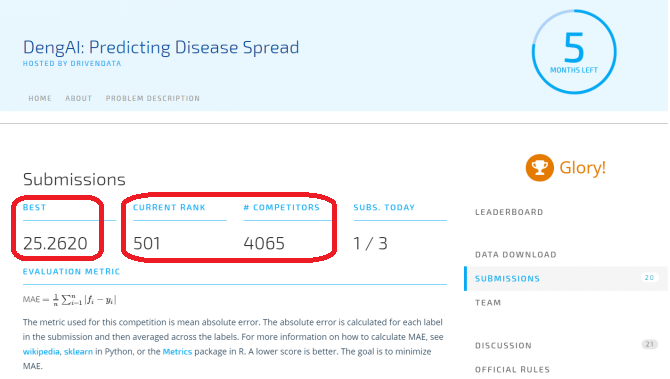 DengAI: Predicting Disease Spread
HOSTED BY DRIVENDATA
5
MONTHS LEFT
HOME ABOUT PROBLEM DESCRIPTION
Glory!
Submissions
BEST CURRENT RANK # COMPETITORS SUBS. TODAY
25.2620 501 4065 1 / 3
EVALUATION METRIC
MAE = \frac{1}{n} \sum_{i=1}^{n} |f_i − y_i|
The metric used for this competition is mean absolute error. The absolute error is calculated for each label
in the submission and then averaged across the labels. For more information on how to calculate MAE, see
wikipedia, sklearn in Python, or the Metrics package in R. A lower score is better. The goal is to minimize
MAE.
LEADERBOARD
DATA DOWNLOAD
SUBMISSIONS 20
TEAM
DISCUSSION 21
OFFICIAL RULES